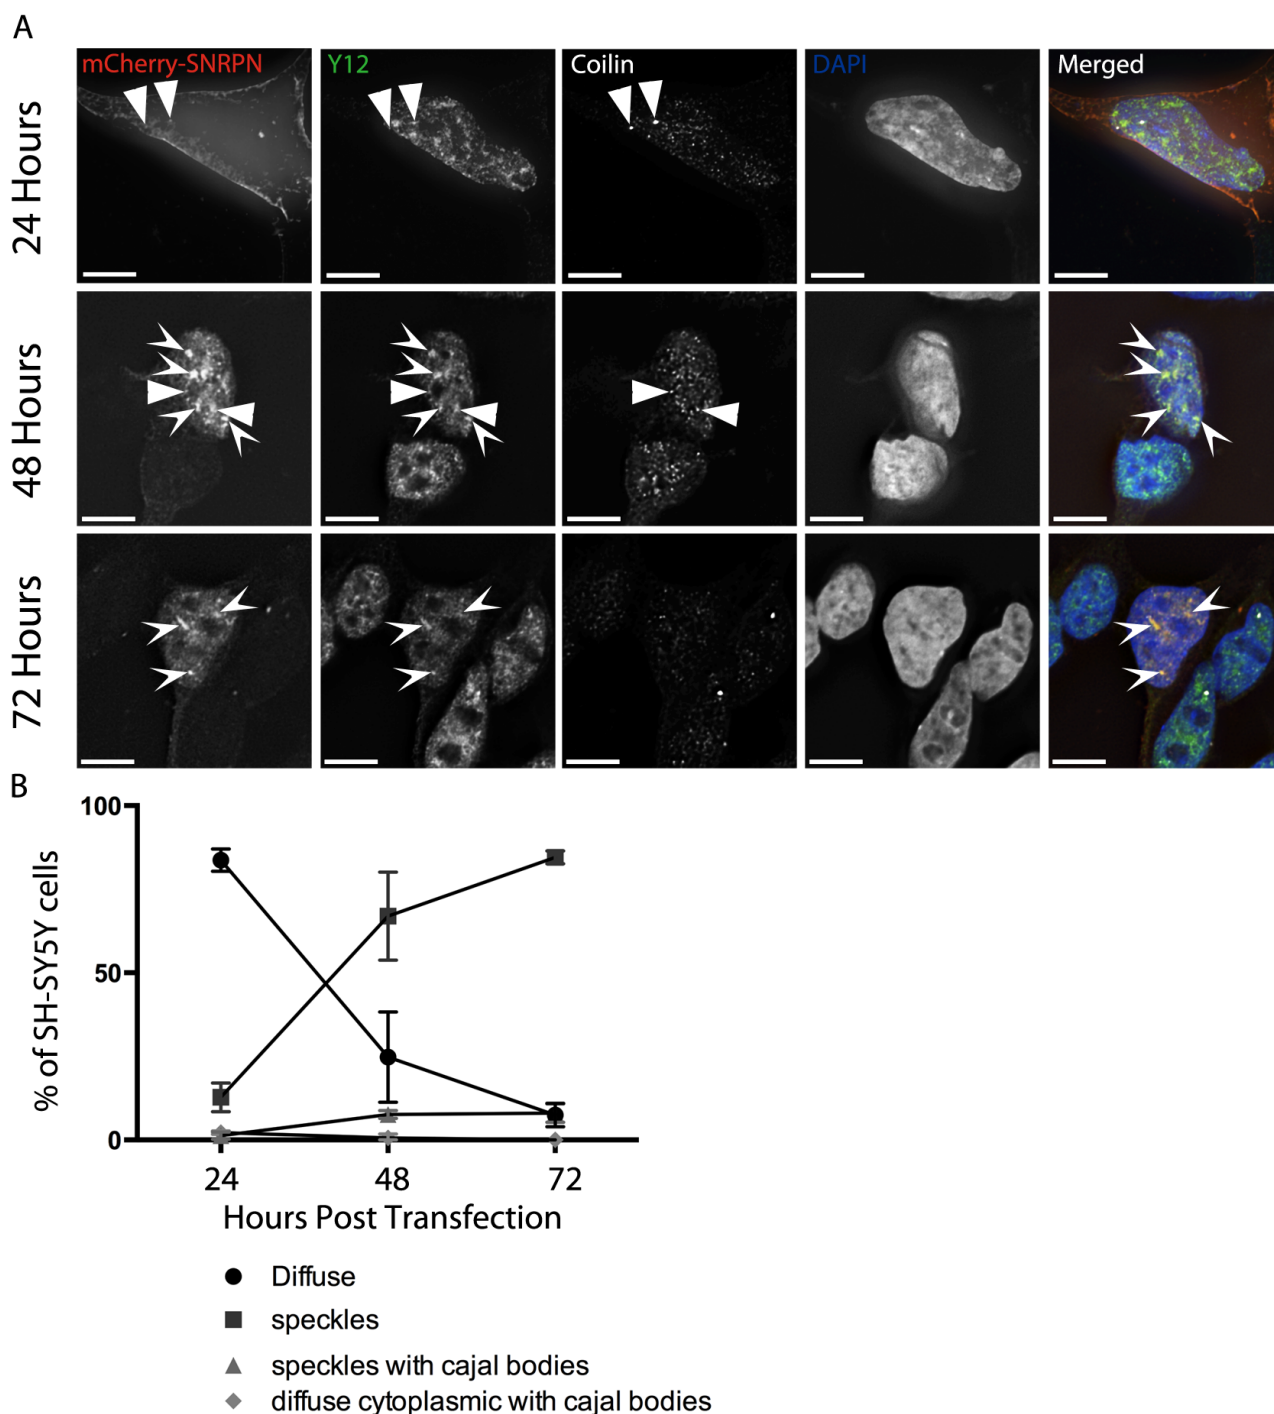 A
mCherry-SNRPN Y12 Coilin DAPI Merged
24 Hours
48 Hours
72 Hours
B
100
50
0
% of SH-SY5Y cells
24 48 72
Hours Post Transfection
Diffuse
speckles
speckles with cajal bodies
diffuse cytoplasmic with cajal bodies